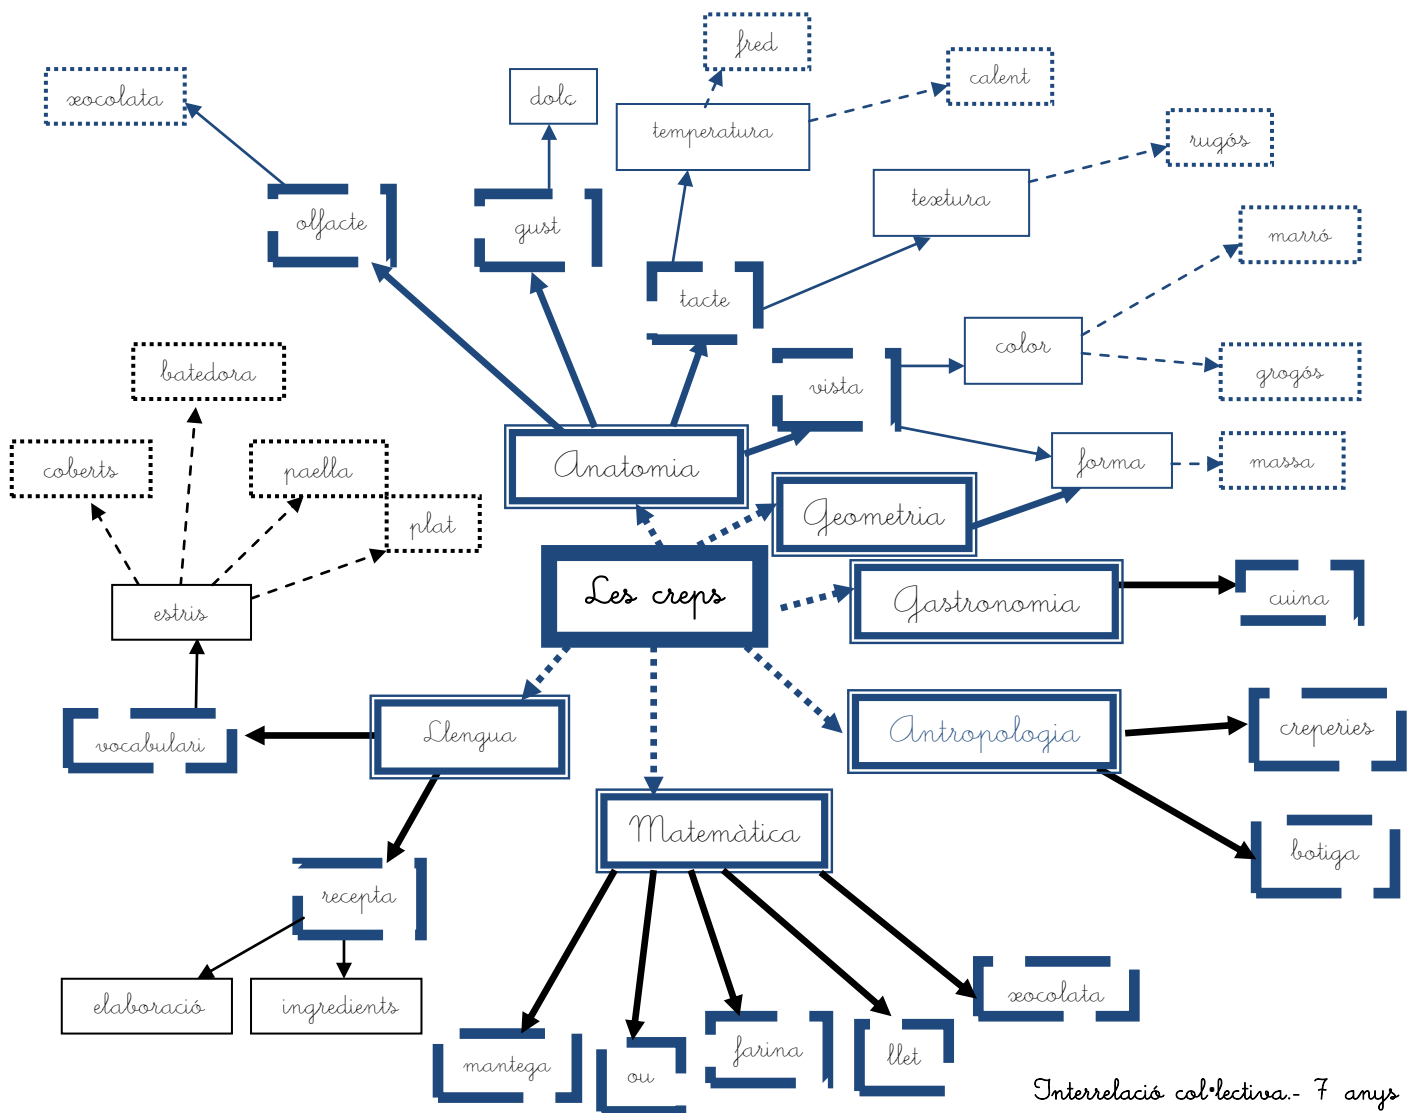 fred
calent
xocolata
dolç
temperatura
rugós
textura
olfacte
gust
marró
tacte
color
batedora
vista
grogós
coberts
paella
Anatomia
forma
massa
plat
Geometria
Les creps
estris
Gastronomia
cuina
vocabulari
Llengua
Antropologia
creperies
Matemàtica
botiga
recepta
elaboració
ingredients
xocolata
mantega
ou
farina
llet
Interrelació col·lectiva.- 7 anys